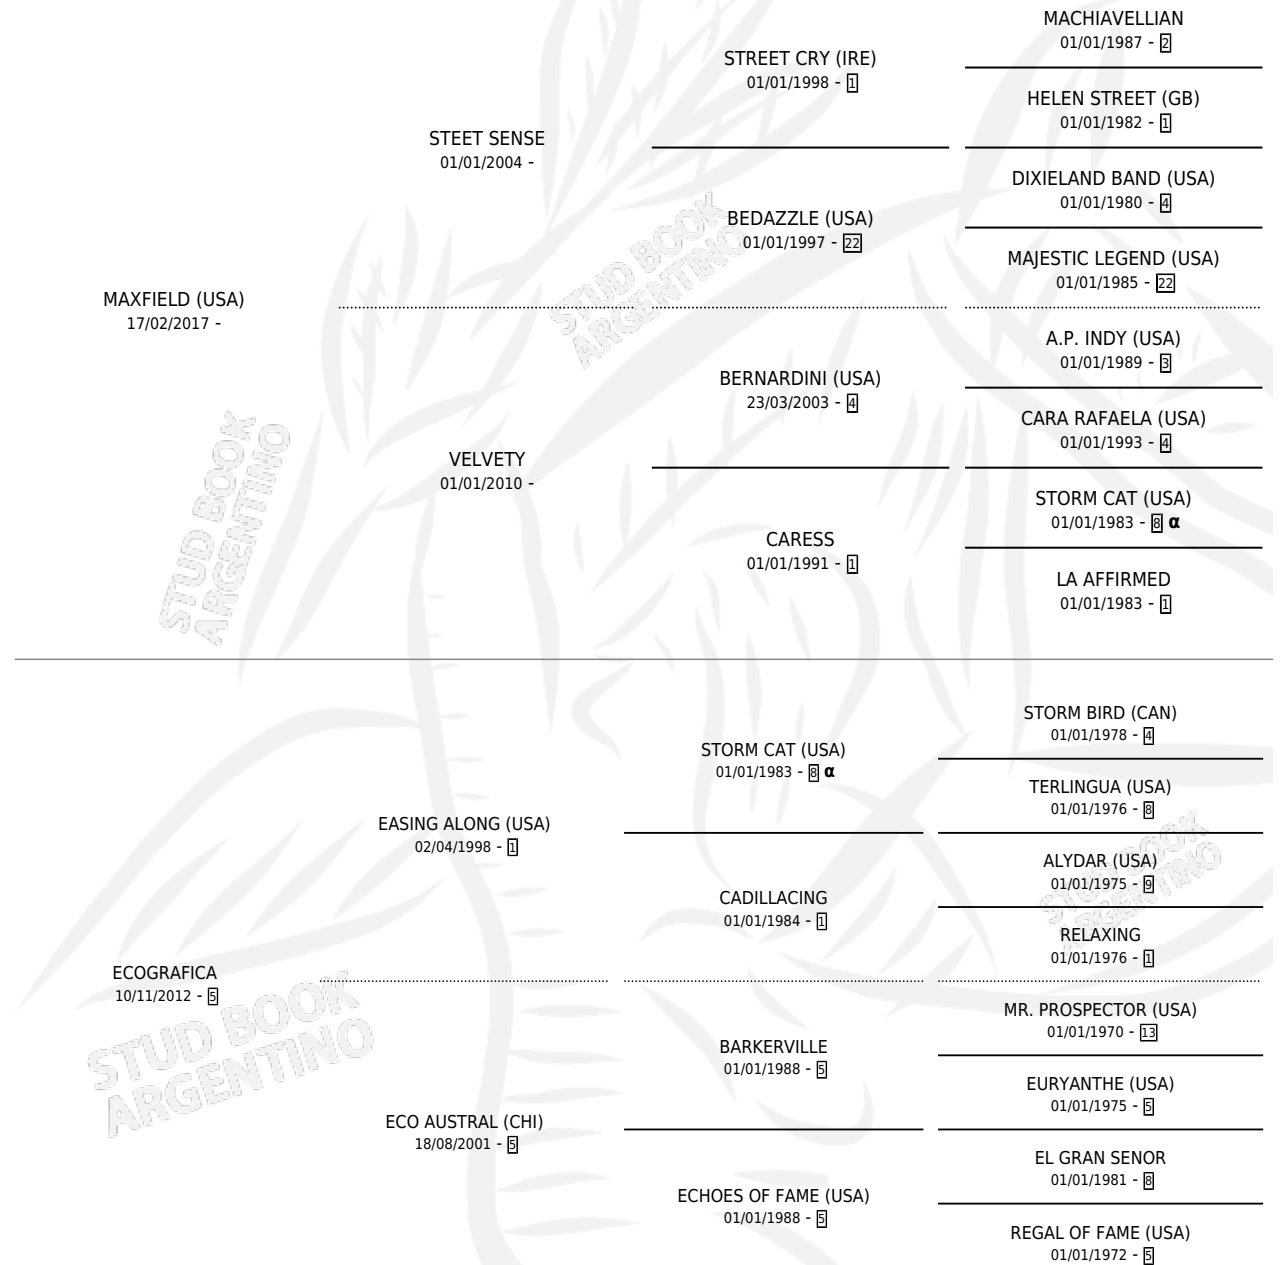 MACHIAVELLIAN
01/01/1987 - 2
STREET CRY (IRE)
01/01/1998 - 1
HELEN STREET (GB)
01/01/1982 - 1
STEET SENSE
01/01/2004 -
DIXIELAND BAND (USA)
01/01/1980 - 4
BEDAZZLE (USA)
01/01/1997 - 22
MAJESTIC LEGEND (USA)
01/01/1985 - 22
STUD BOOK
ARGENTINO
MAXFIELD (USA)
17/02/2017 -
A.P. INDY (USA)
01/01/1989 - 3
BERNARDINI (USA)
23/03/2003 - 4
CARA RAFAELA (USA)
01/01/1993 - 4
VELVETY
01/01/2010 -
STORM CAT (USA)
01/01/1983 - 8 α
CARESS
01/01/1991 - 1
LA AFFIRMED
01/01/1983 - 1
STUD BOOK
ARGENTINO
STORM BIRD (CAN)
01/01/1978 - 4
STORM CAT (USA)
01/01/1983 - 8 α
TERLINGUA (USA)
01/01/1976 - 8
EASING ALONG (USA)
02/04/1998 - 1
ALYDAR (USA)
01/01/1975 - 9
CADILLACING
01/01/1984 - 1
RELAXING
01/01/1976 - 1
STUD BOOK
ARGENTINO
ECOGRAFICA
10/11/2012 - 5
MR. PROSPECTOR (USA)
01/01/1970 - 13
BARKERVILLE
01/01/1988 - 5
EURYANTHE (USA)
01/01/1975 - 5
ECO AUSTRAL (CHI)
18/08/2001 - 5
EL GRAN SENOR
01/01/1981 - 8
ECHOES OF FAME (USA)
01/01/1988 - 5
REGAL OF FAME (USA)
01/01/1972 - 5
STUD BOOK
ARGENTINO